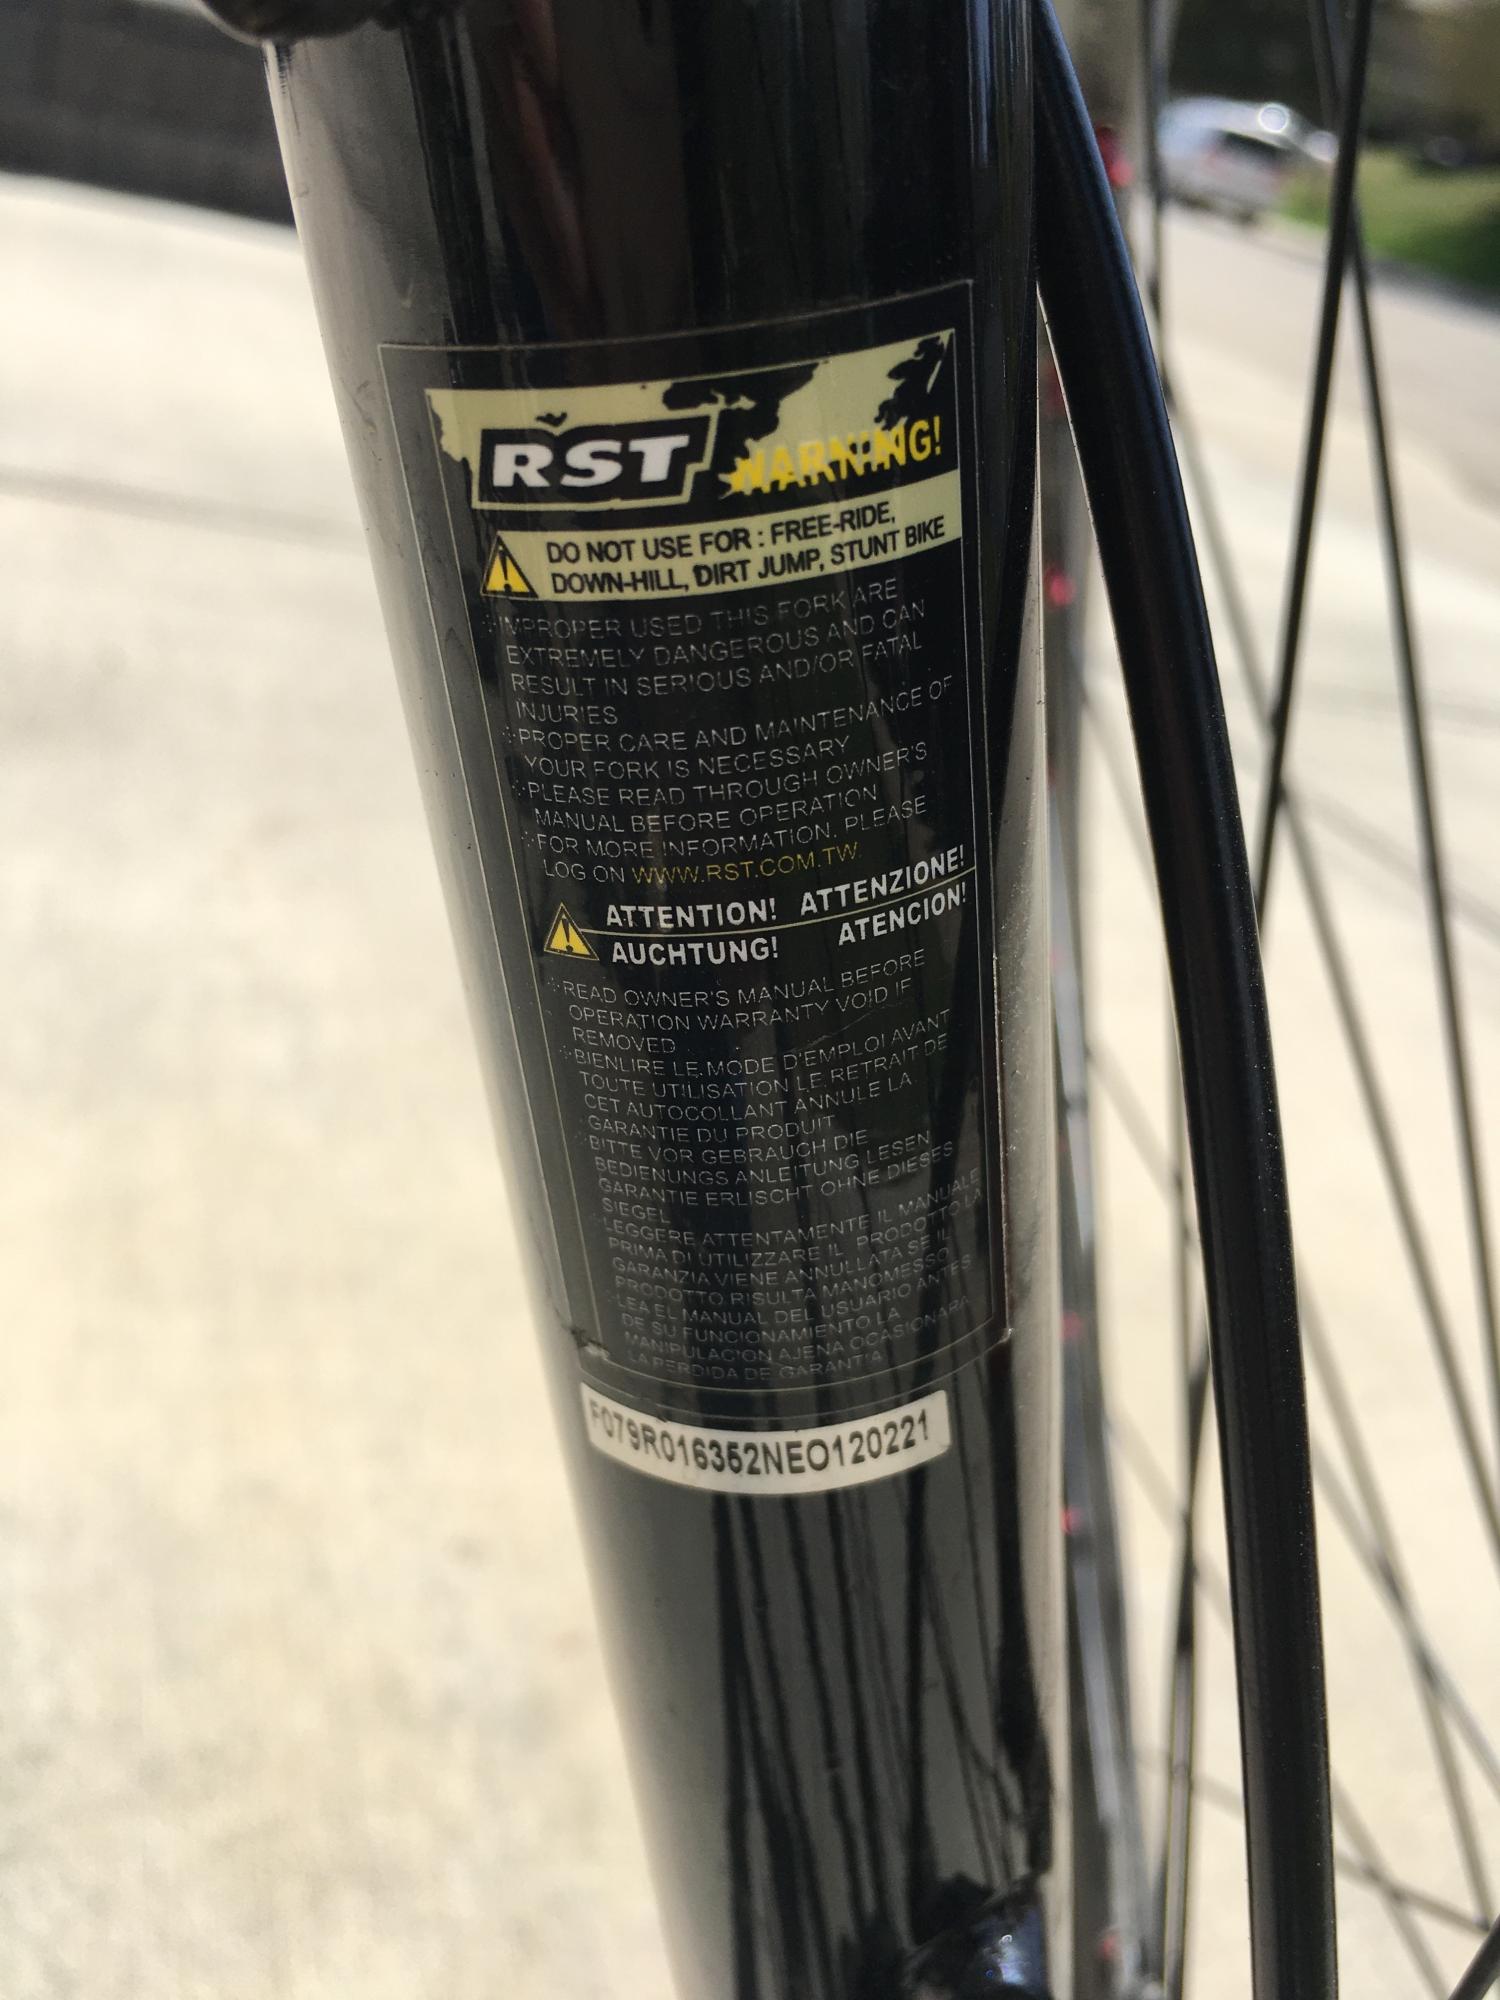 RST WARNING!
DO NOT USE FOR : FREE-RIDE,
DOWN-HILL, DIRT JUMP, STUNT BIKE
IMPROPER USED THIS FORK ARE
EXTREMELY DANGEROUS AND CAN
RESULT IN SERIOUS AND/OR FATAL
INJURIES
PROPER CARE AND MAINTENANCE OF
YOUR FORK IS NECESSARY
PLEASE READ THROUGH OWNER'S
MANUAL BEFORE OPERATION
FOR MORE INFORMATION, PLEASE
LOG ON WWW.RST.COM.TW
ATTENTION! ATTENZIONE!
AUCHTUNG! ATENCION!
READ OWNER'S MANUAL BEFORE
OPERATION WARRANTY VOID IF
REMOVED
BIENLIRE LE MODE D'EMPLOI AVANT
TOUTE UTILISATION LE RETRAIT DE
CET AUTOCOLLANT ANNULE LA
GARANTIE DU PRODUIT
BITTE VOR GEBRAUCH DIE
BEDIENUNGS ANLEITUNG LESEN
GARANTIE ERLISCHT OHNE DIESES
SIEGEL
LEGGERE ATTENTAMENTE IL MANUALE
PRIMA DI UTILIZZARE IL PRODOTTO LA
GARANZIA VIENE ANNULLATA SE IL
PRODOTTO RISULTA MANOMESSO
LEA EL MANUAL DEL USUARIO ANTES
DE SU FUNCIONAMIENTO LA
MANIPULACION AJENA OCASIONARA
LA PERDIDA DE GARANTIA
F079R016352NEO120221